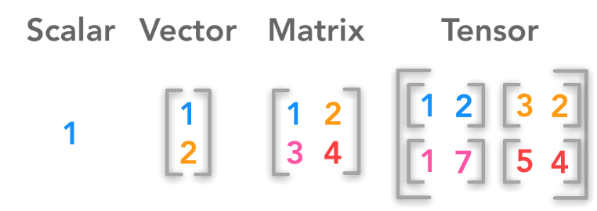 Scalar Vector Matrix Tensor
1 2 3 2
1 1 2
1
2 3 4 1 7 5 4